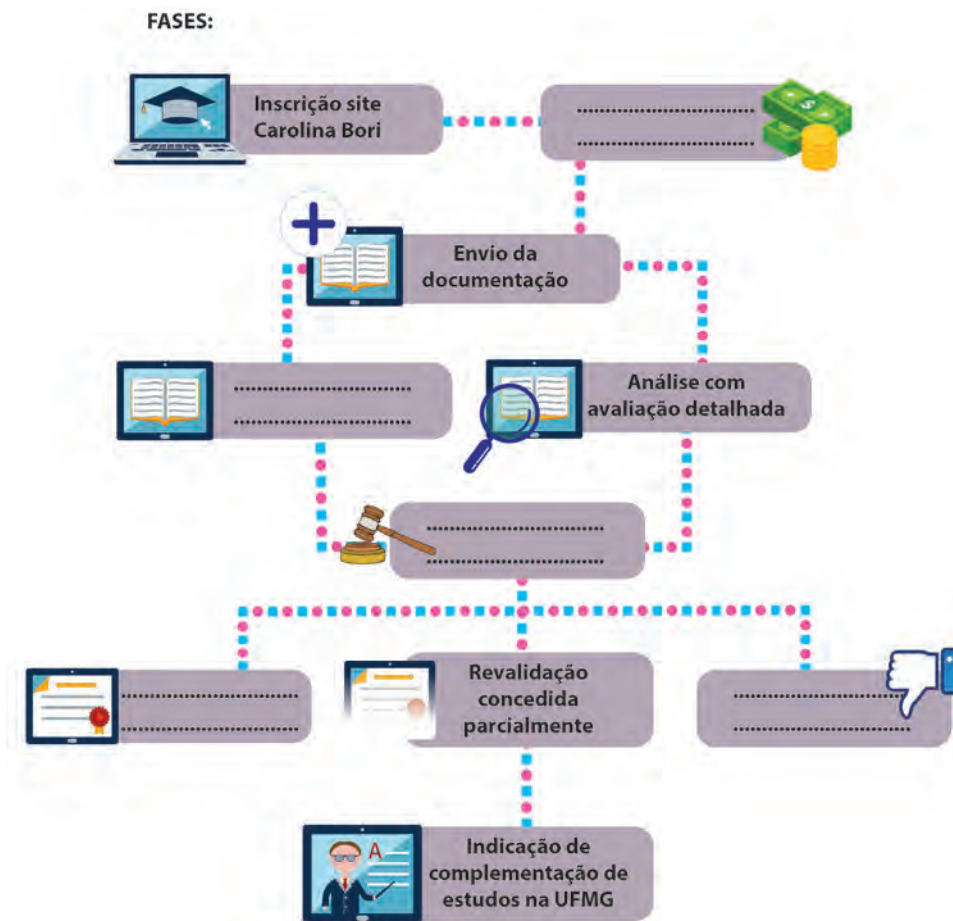 FASES:
Inscrição site
Carolina Bori
........................................
........................................
Envio da
documentação
........................................
........................................
Análise com
avaliação detalhada
........................................
........................................
........................................
........................................
Revalidação
concedida
parcialmente
........................................
........................................
A
Indicação de
complementação de
estudos na UFMG